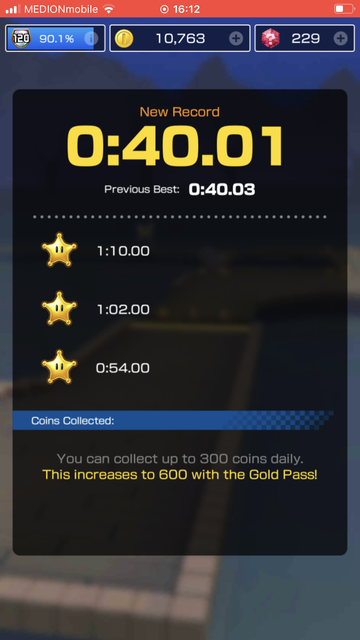 MEDIONmobile 16:12
120 90.1% i 10,763 229
New Record
0:40.01
Previous Best: 0:40.03
1:10.00
1:02.00
0:54.00
Coins Collected:
You can collect up to 300 coins daily.
This increases to 600 with the Gold Pass!